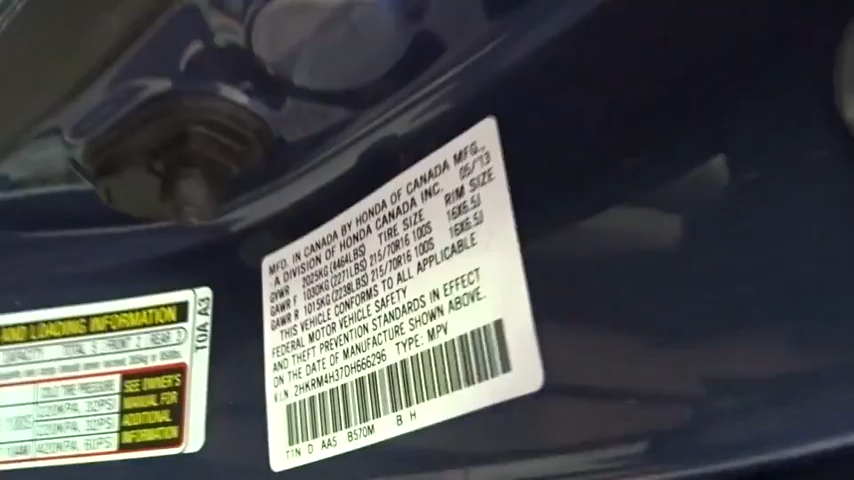 MFD. IN CANADA BY HONDA OF CANADA MFG.,
A DIVISION OF HONDA CANADA INC. 05/'13
GVWR 2025KG (4464LBS) TIRE SIZE RIM SIZE
GAWR F 1030KG (2271LBS) 215/70R16 100S 16X6.5J
GAWR R 1015KG (2238LBS) 215/70R16 100S 16X6.5J
THIS VEHICLE CONFORMS TO ALL APPLICABLE
FEDERAL MOTOR VEHICLE SAFETY
AND THEFT PREVENTION STANDARDS IN EFFECT
ON THE DATE OF MANUFACTURE SHOWN ABOVE.
V.I.N. 2HKRM4H37DH666296 TYPE: MPV
D AA5 B570M B H
AND LOADING INFORMATION
TOTAL 5 FRONT 2 REAR 3
COLD TIRE PRESSURE
220KPA, 32PSI
220KPA, 32PSI
420KPA, 60PSI
SEE OWNER'S
MANUAL FOR
ADDITIONAL
INFORMATION
T0A A3